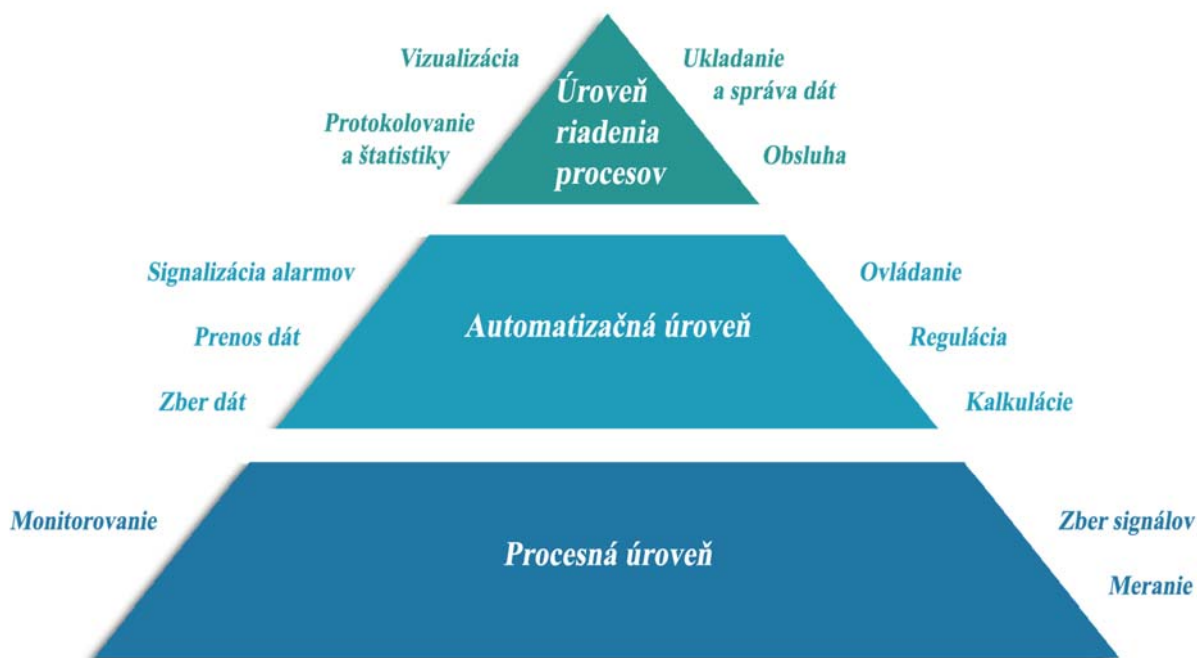 Vizualizácia
Protokolovanie
a štatistiky
Úroveň
riadenia
procesov
Ukladanie
a správa dát
Obsluha
Signalizácia alarmov
Prenos dát
Zber dát
Automatizačná úroveň
Ovládanie
Regulácia
Kalkulácie
Monitorovanie
Procesná úroveň
Zber signálov
Meranie